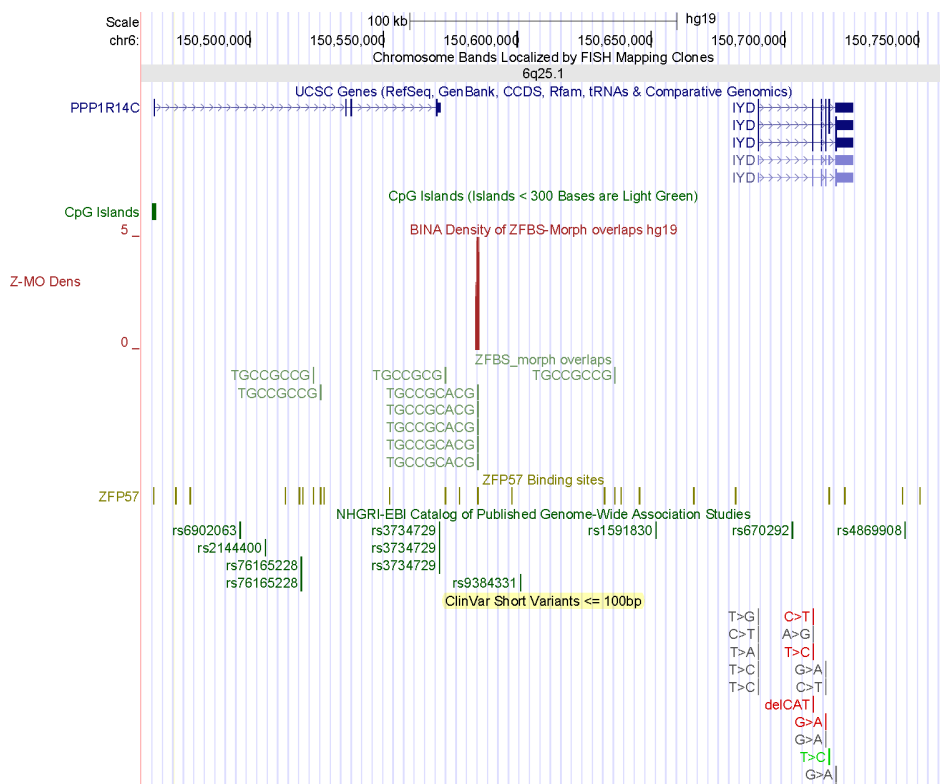 Scale 100 kb hg19
chr6: 150,500,000 150,550,000 150,600,000 150,650,000 150,700,000 150,750,000
Chromosome Bands Localized by FISH Mapping Clones
6q25.1
UCSC Genes (RefSeq, GenBank, CCDS, Rfam, tRNAs & Comparative Genomics)
PPP1R14C IYD
IYD
IYD
IYD
IYD
CpG Islands (Islands < 300 Bases are Light Green)
CpG Islands
5 BINA Density of ZFBS-Morph overlaps hg19
Z-MO Dens
0
ZFBS_morph overlaps
TGCCGCCG TGCCGCG TGCCGCCG
TGCCGCCG TGCCGCACG
TGCCGCACG
TGCCGCACG
TGCCGCACG
TGCCGCACG
ZFP57 Binding sites
ZFP57
NHGRI-EBI Catalog of Published Genome-Wide Association Studies
rs6902063 rs3734729 rs1591830 rs670292 rs4869908
rs2144400 rs3734729
rs76165228 rs3734729
rs76165228 rs9384331
ClinVar Short Variants <= 100bp
T>G C>T
C>T A>G
T>A T>C
T>C G>A
T>C C>T
delCAT
G>A
G>A
T>C
G>A